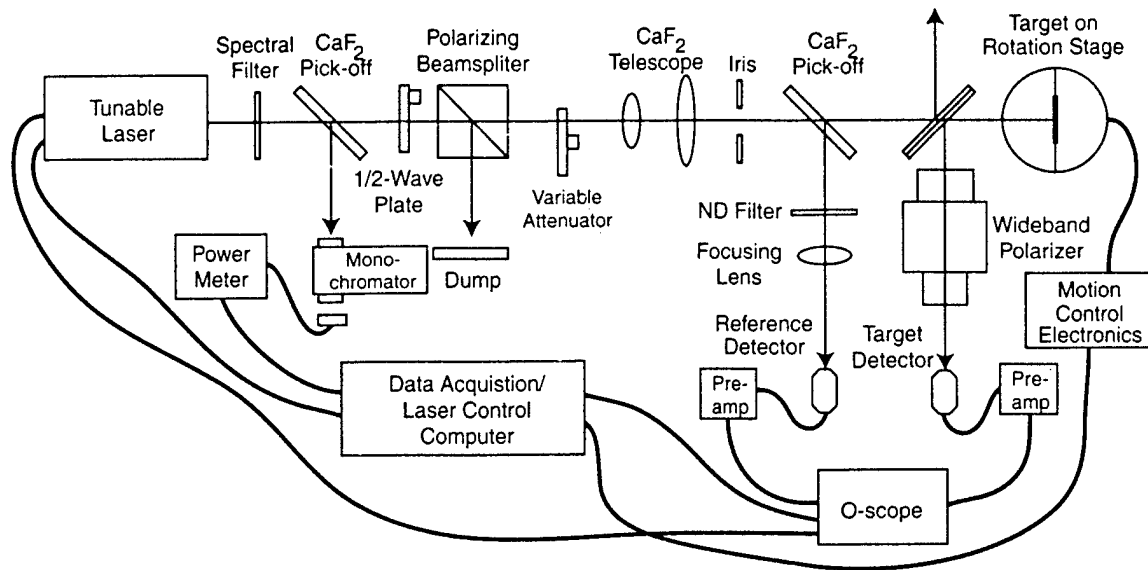 Target on
Rotation Stage
CaF2
Pick-off
Polarizing
Beamspliter
CaF2
Telescope
Iris
CaF2
Pick-off
Spectral
Filter
Tunable
Laser
1/2-Wave
Plate
Variable
Attenuator
ND Filter
Focusing
Lens
Wideband
Polarizer
Power
Meter
Mono-
chromator
Dump
Motion
Control
Electronics
Reference
Detector
Target
Detector
Pre-
amp
Pre-
amp
Data Acquistion/
Laser Control
Computer
O-scope